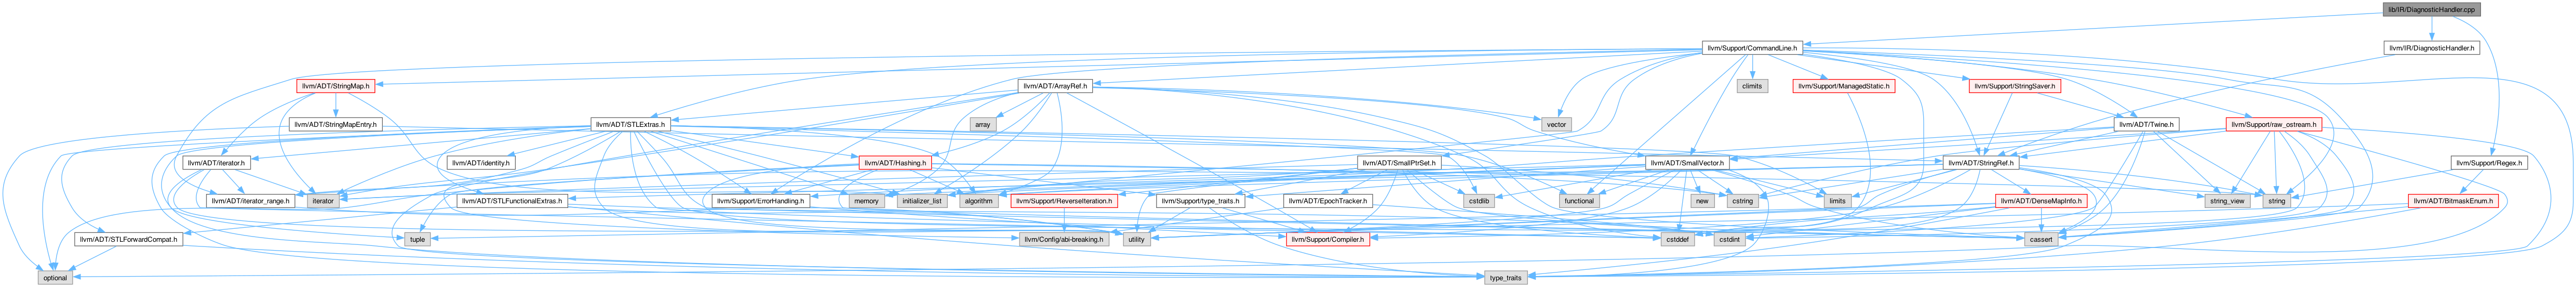 lib/IR/DiagnosticHandler.cpp
llvm/Support/CommandLine.h
llvm/IR/DiagnosticHandler.h
llvm/ADT/StringMap.h
llvm/ADT/ArrayRef.h
climits
llvm/Support/ManagedStatic.h
llvm/Support/StringSaver.h
llvm/ADT/StringMapEntry.h
llvm/ADT/STLExtras.h
array
vector
llvm/ADT/Twine.h
llvm/Support/raw_ostream.h
llvm/ADT/iterator.h
llvm/ADT/identity.h
llvm/ADT/Hashing.h
llvm/ADT/SmallPtrSet.h
llvm/ADT/SmallVector.h
llvm/ADT/StringRef.h
llvm/Support/Regex.h
llvm/ADT/iterator_range.h
iterator
llvm/ADT/STLFunctionalExtras.h
llvm/Support/ErrorHandling.h
memory
initializer_list
algorithm
llvm/Support/ReverseIteration.h
llvm/Support/type_traits.h
llvm/ADT/EpochTracker.h
cstdlib
functional
new
cstring
limits
llvm/ADT/DenseMapInfo.h
string_view
string
llvm/ADT/BitmaskEnum.h
llvm/ADT/STLForwardCompat.h
tuple
llvm/Config/abi-breaking.h
utility
llvm/Support/Compiler.h
cstddef
cstdint
cassert
optional
type_traits